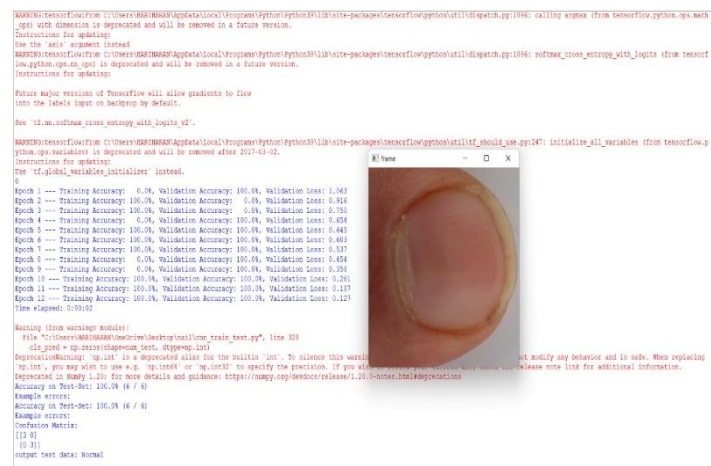 WARNING:tensorflow:From C:\Users\HARIHARAN\AppData\Local\Programs\Python\Python39\lib\site-packages\tensorflow\python\util\dispatch.py:1096: calling argmax (from tensorflow.python.ops.math
_ops) with dimension is deprecated and will be removed in a future version.
Instructions for updating:
Use the `axis` argument instead
WARNING:tensorflow:From C:\Users\HARIHARAN\AppData\Local\Programs\Python\Python39\lib\site-packages\tensorflow\python\util\dispatch.py:1096: softmax_cross_entropy_with_logits (from tensorf
low.python.ops.nn_ops) is deprecated and will be removed in a future version.
Instructions for updating:
Future major versions of TensorFlow will allow gradients to flow
into the labels input on backprop by default.
See `tf.nn.softmax_cross_entropy_with_logits_v2`.
WARNING:tensorflow:From C:\Users\HARIHARAN\AppData\Local\Programs\Python\Python39\lib\site-packages\tensorflow\python\util\tf_should_use.py:247: initialize_all_variables (from tensorflow.p
ython.ops.variables) is deprecated and will be removed after 2017-03-02.
Instructions for updating:
Use `tf.global_variables_initializer` instead.
frame
Epoch 1 --- Training Accuracy: 0.0%, Validation Accuracy: 100.0%, Validation Loss: 1.063
Epoch 2 --- Training Accuracy: 100.0%, Validation Accuracy: 0.0%, Validation Loss: 0.916
Epoch 3 --- Training Accuracy: 100.0%, Validation Accuracy: 0.0%, Validation Loss: 0.755
Epoch 4 --- Training Accuracy: 0.0%, Validation Accuracy: 100.0%, Validation Loss: 0.654
Epoch 5 --- Training Accuracy: 100.0%, Validation Accuracy: 100.0%, Validation Loss: 0.645
Epoch 6 --- Training Accuracy: 100.0%, Validation Accuracy: 100.0%, Validation Loss: 0.603
Epoch 7 --- Training Accuracy: 100.0%, Validation Accuracy: 100.0%, Validation Loss: 0.537
Epoch 8 --- Training Accuracy: 0.0%, Validation Accuracy: 100.0%, Validation Loss: 0.454
Epoch 9 --- Training Accuracy: 0.0%, Validation Accuracy: 100.0%, Validation Loss: 0.358
Epoch 10 --- Training Accuracy: 100.0%, Validation Accuracy: 100.0%, Validation Loss: 0.261
Epoch 11 --- Training Accuracy: 100.0%, Validation Accuracy: 100.0%, Validation Loss: 0.187
Epoch 12 --- Training Accuracy: 100.0%, Validation Accuracy: 100.0%, Validation Loss: 0.127
Time elapsed: 0:00:02
Warning (from warnings module):
File "C:\Users\HARIHARAN\OneDrive\Desktop\nail\cnn_train_test.py", line 328
cls_pred = np.zeros(shape=num_test, dtype=np.int)
DeprecationWarning: `np.int` is a deprecated alias for the builtin `int`. To silence this warni not modify any behavior and is safe. When replacing
`np.int`, you may wish to use e.g. `np.int64` or `np.int32` to specify the precision. If you wis release note link for additional information.
Deprecated in NumPy 1.20; for more details and guidance: https://numpy.org/devdocs/release/1.20.0-notes.html#deprecations
Accuracy on Test-Set: 100.0% (6 / 6)
Example errors:
Accuracy on Test-Set: 100.0% (6 / 6)
Example errors:
Confusion Matrix:
[[3 0]
[0 3]]
output test data: Normal